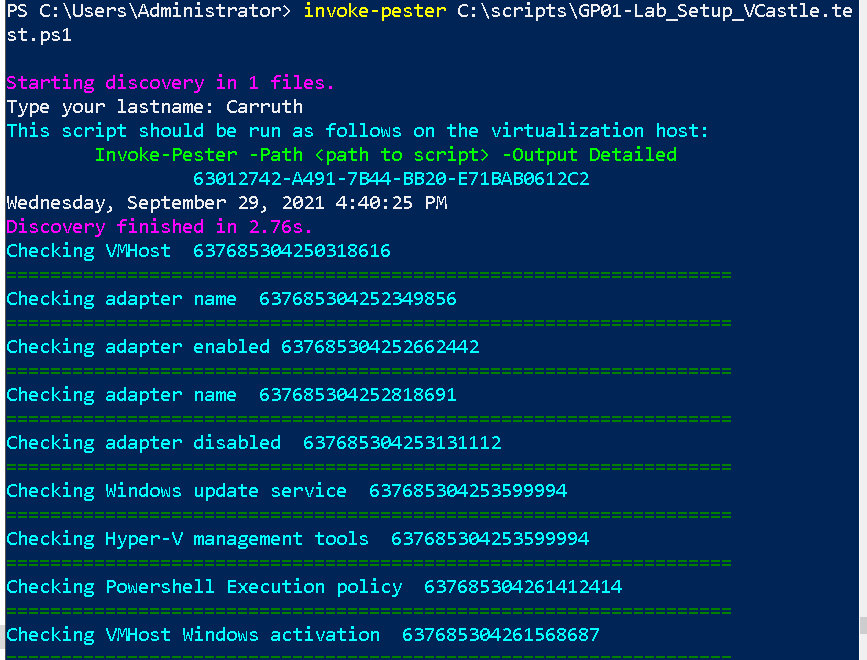 PS C:\Users\Administrator> invoke-pester C:\scripts\GP01-Lab_Setup_VCastle.te
st.ps1
Starting discovery in 1 files.
Type your lastname: Carruth
This script should be run as follows on the virtualization host:
Invoke-Pester -Path <path to script> -Output Detailed
63012742-A491-7B44-BB20-E71BAB0612C2
Wednesday, September 29, 2021 4:40:25 PM
Discovery finished in 2.76s.
Checking VMHost  637685304250318616
==================================================================
Checking adapter name  637685304252349856
==================================================================
Checking adapter enabled 637685304252662442
==================================================================
Checking adapter name  637685304252818691
==================================================================
Checking adapter disabled  637685304253131112
==================================================================
Checking Windows update service  637685304253599994
==================================================================
Checking Hyper-V management tools  637685304253599994
==================================================================
Checking Powershell Execution policy  637685304261412414
==================================================================
Checking VMHost Windows activation  637685304261568687
==================================================================